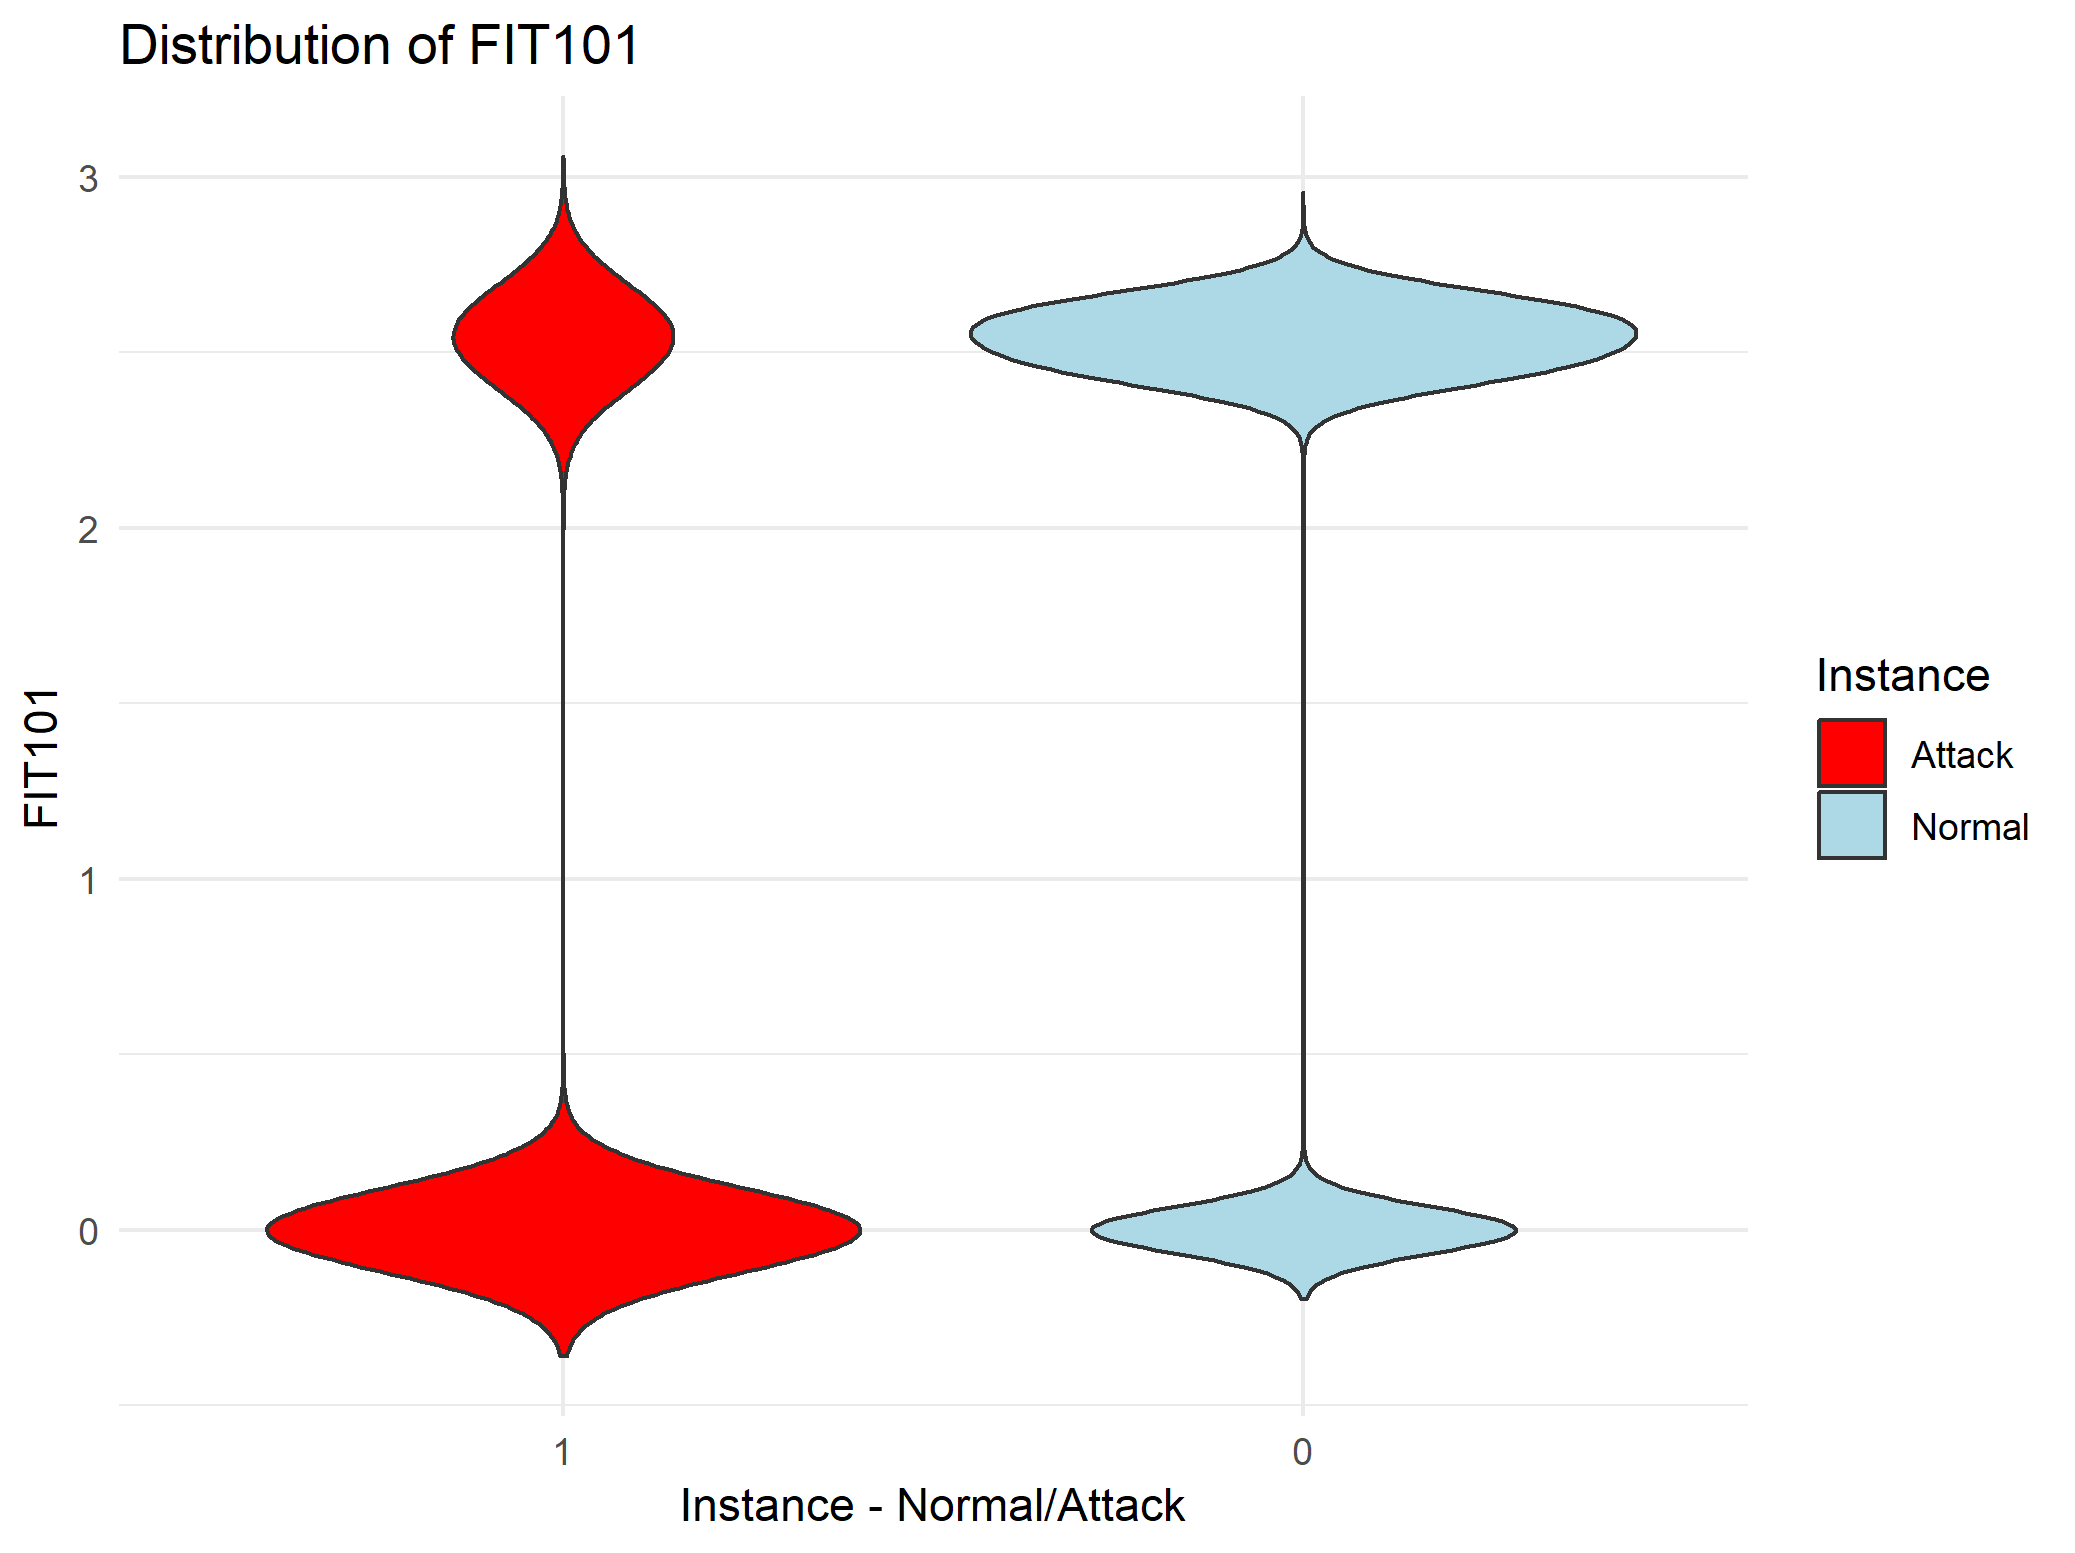 Distribution of FIT101
3
2
1
0
FIT101
1
0
Instance - Normal/Attack
Instance
Attack
Normal